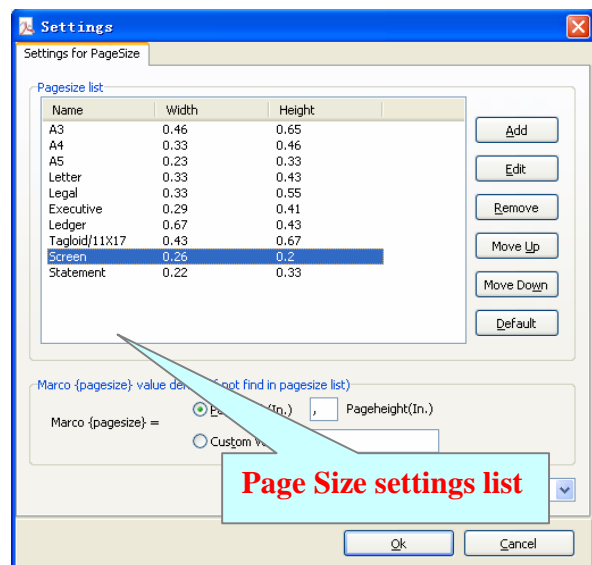 Settings
Settings for PageSize
Pagesize list
Name Width Height
A3 0.46 0.65
A4 0.33 0.46
A5 0.23 0.33
Letter 0.33 0.43
Legal 0.33 0.55
Executive 0.29 0.41
Ledger 0.67 0.43
Tagloid/11X17 0.43 0.67
Screen 0.26 0.2
Statement 0.22 0.33
Add
Edit
Remove
Move Up
Move Down
Default
Marco {pagesize} value not find in pagesize list)
Marco {pagesize} =
(In.) , Pageheight(In.)
Custom
Page Size settings list
Ok Cancel